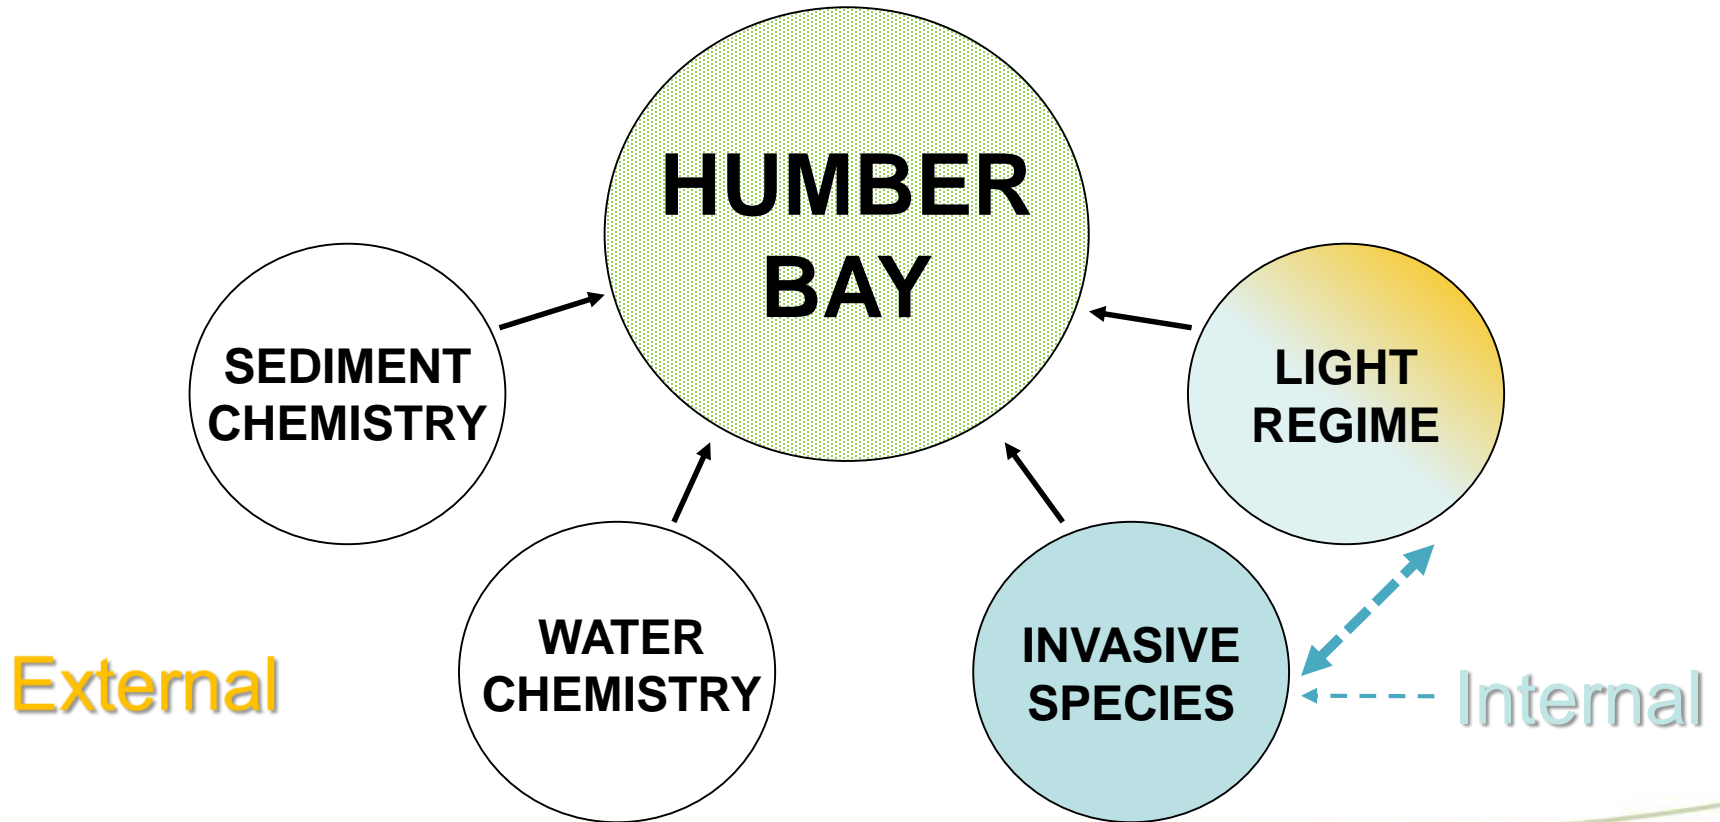 HUMBER
BAY
SEDIMENT
CHEMISTRY
LIGHT
REGIME
WATER
CHEMISTRY
INVASIVE
SPECIES
External
Internal